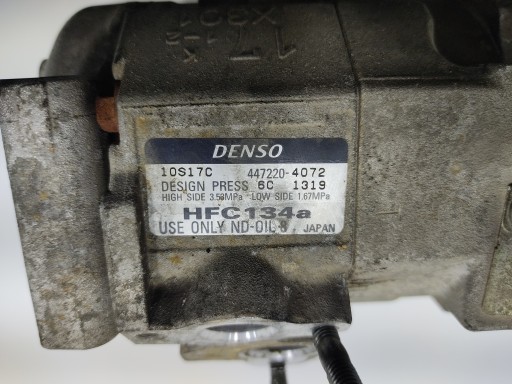 DENSO
10S17C 447220-4072
DESIGN PRESS 6C 1319
HIGH SIDE 3.53MPa LOW SIDE 1.67MPa
HFC134a
USE ONLY ND-OIL 8 JAPAN